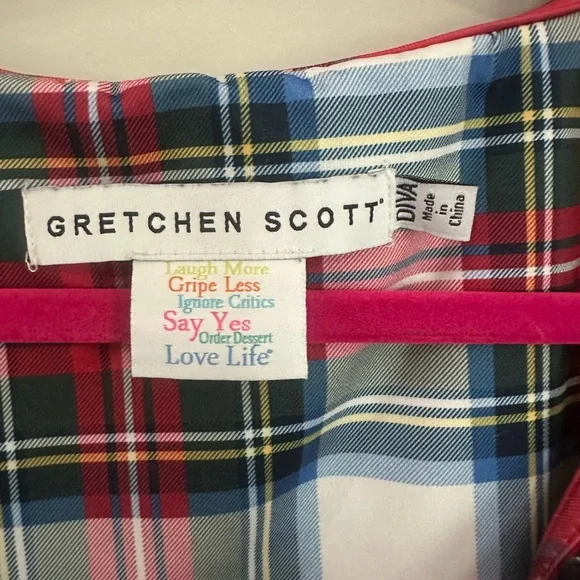 GRETCHEN SCOTT®
DIVA
Made
in
China
Laugh More
Gripe Less
Ignore Critics
Say Yes
Order Dessert
Love Life®